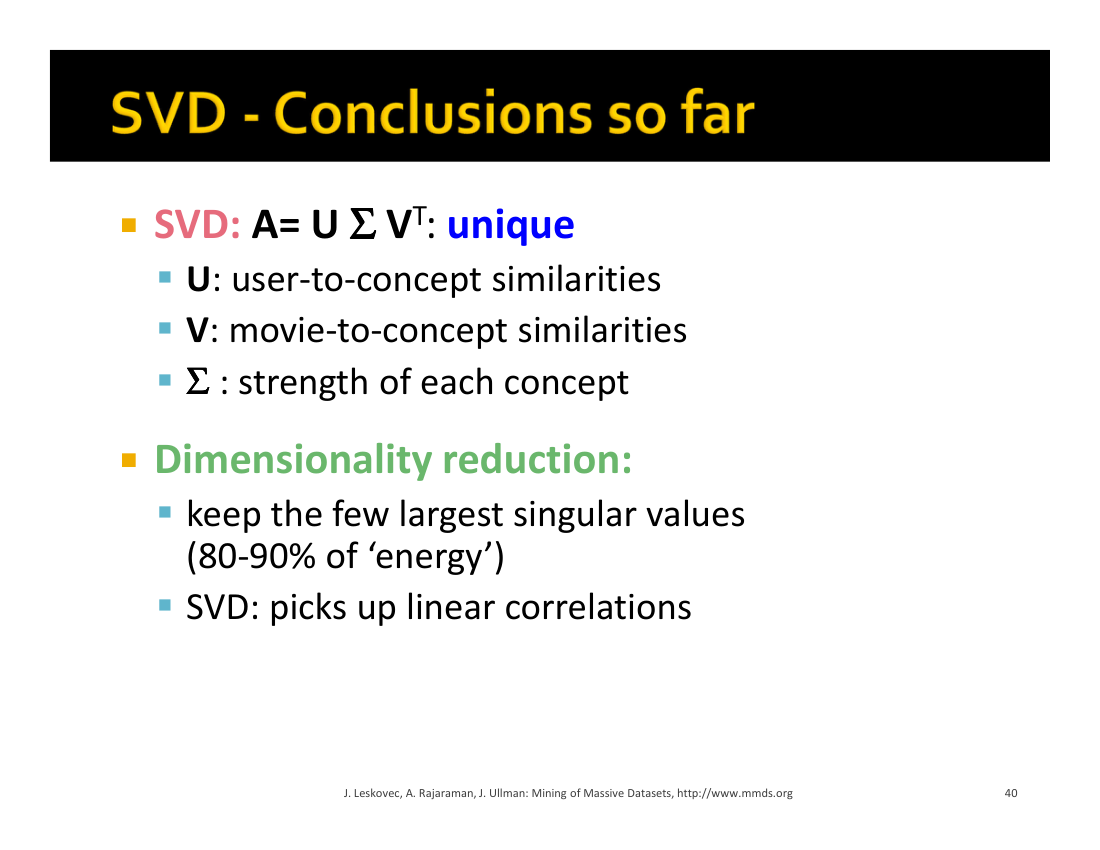 SVD - Conclusions so far
SVD: A= U Σ Vᵀ: unique
U: user-to-concept similarities
V: movie-to-concept similarities
Σ : strength of each concept
Dimensionality reduction:
keep the few largest singular values
(80-90% of ‘energy’)
SVD: picks up linear correlations
J. Leskovec, A. Rajaraman, J. Ullman: Mining of Massive Datasets, http://www.mmds.org
40